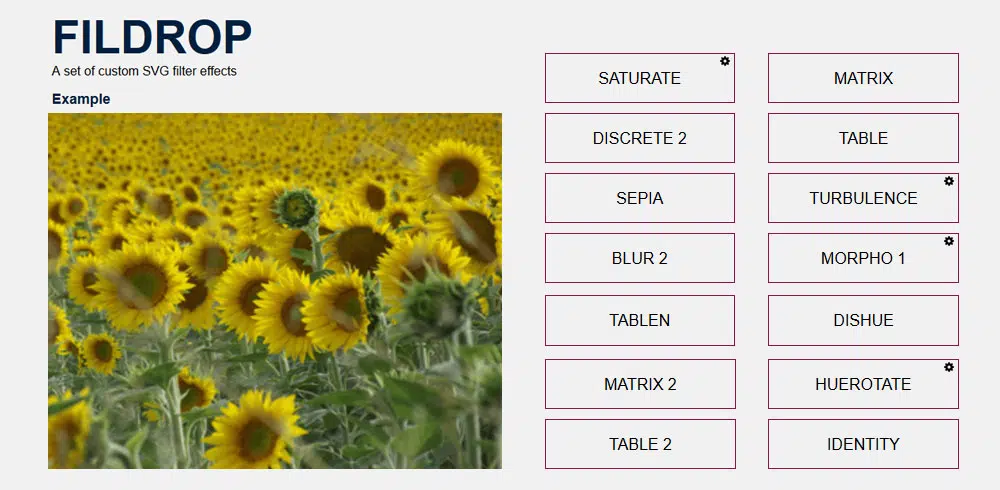 FILDROP
A set of custom SVG filter effects
Example
SATURATE
MATRIX
DISCRETE 2
TABLE
SEPIA
TURBULENCE
BLUR 2
MORPHO 1
TABLEN
DISHUE
MATRIX 2
HUEROTATE
TABLE 2
IDENTITY